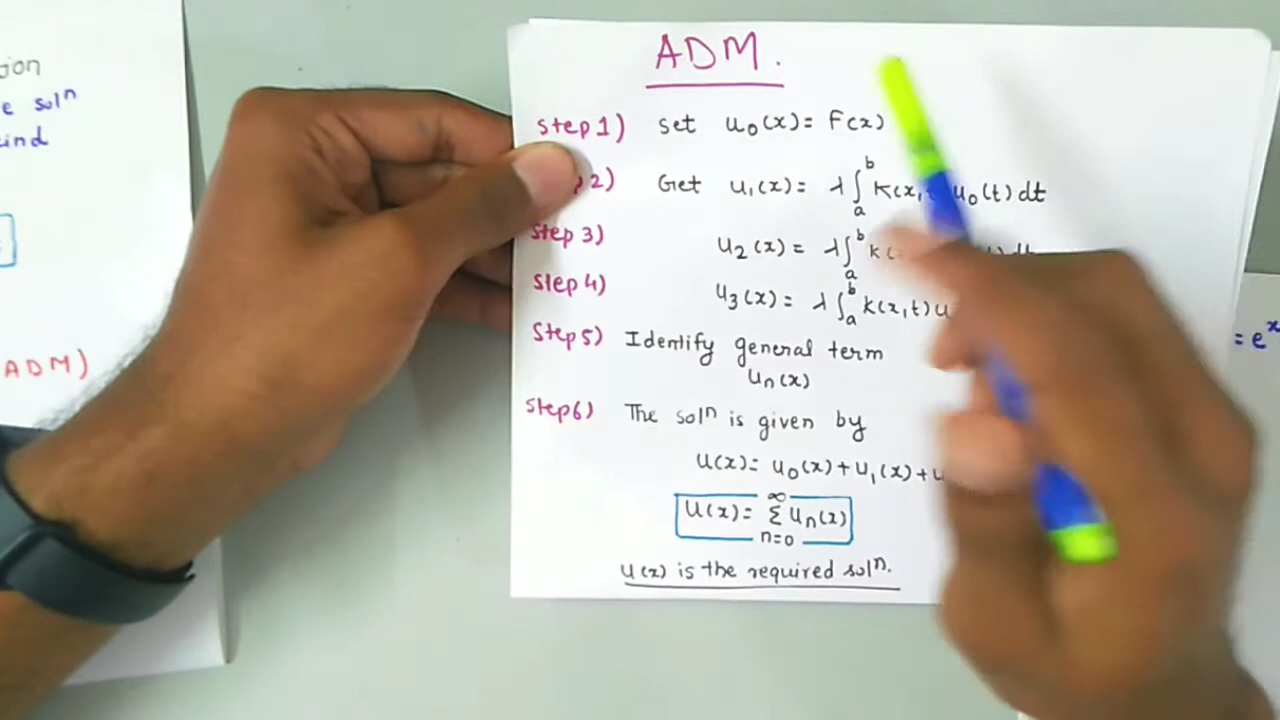 ion
e solⁿ
ind
ADM)
ADM.
Step 1) set u₀(x) = F(x)
2) Get u₁(x) = λ∫ₐᵇ K(x, u₀(t) dt
Step 3) u₂(x) = λ∫ₐᵇ k( dt
Step 4) u₃(x) = λ∫ₐᵇ k(x,t) u
Step 5) Identify general term
uₙ(x)
Step 6) The solⁿ is given by
u(x) = u₀(x) + u₁(x) + u
u(x) = ∞Σn=0 uₙ(x)
u(x) is the required solⁿ.
= eˣ